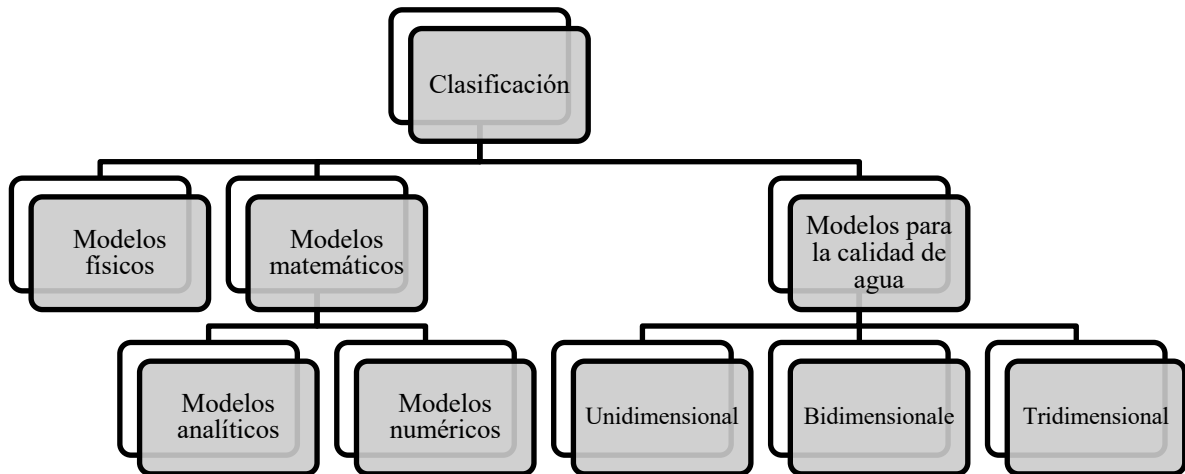 Clasificación
Modelos
físicos
Modelos
matemáticos
Modelos para
la calidad de
agua
Modelos
analíticos
Modelos
numéricos
Unidimensional
Bidimensionale
Tridimensional